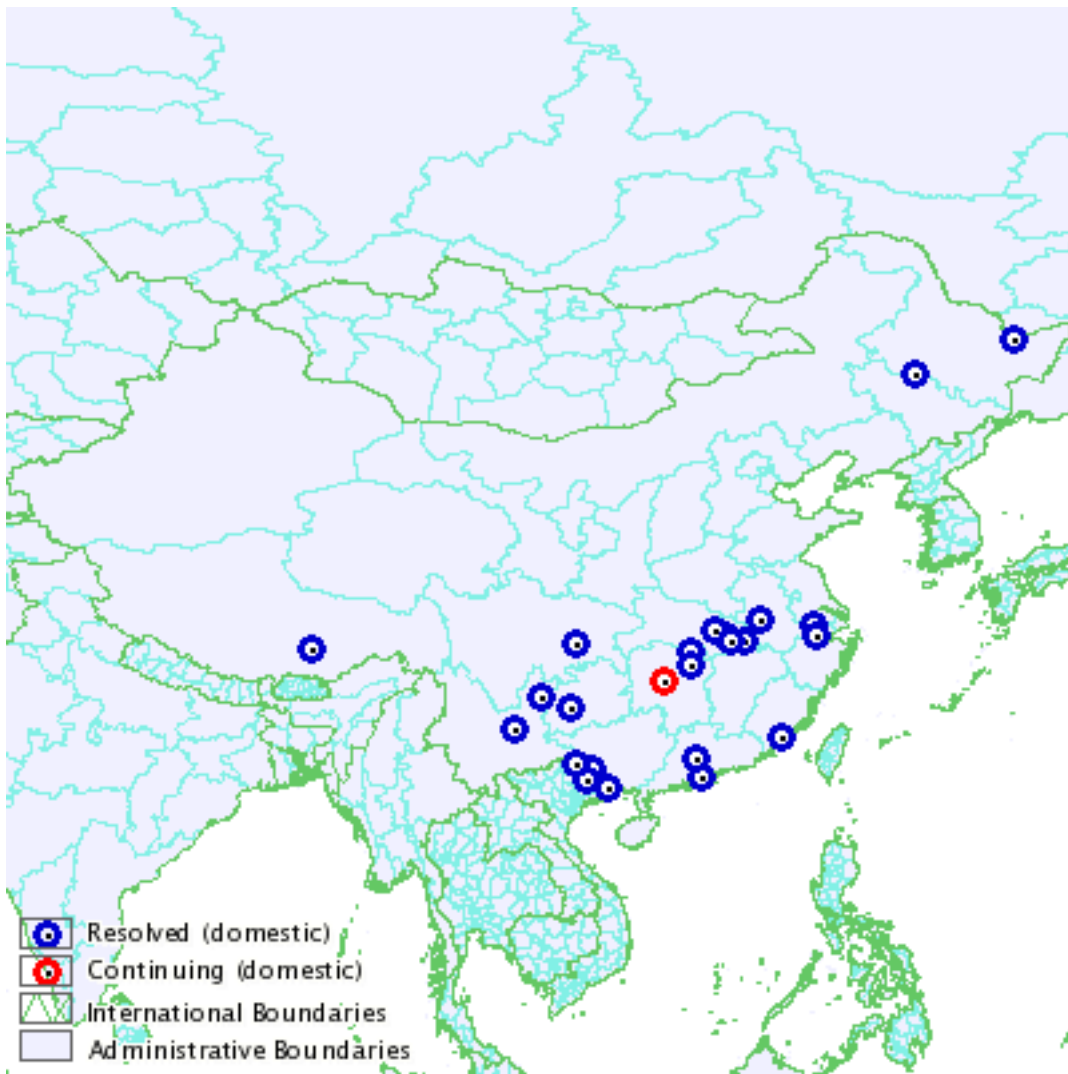 Resolved (domestic)
Continuing (domestic)
International Boundaries
Administrative Boundaries